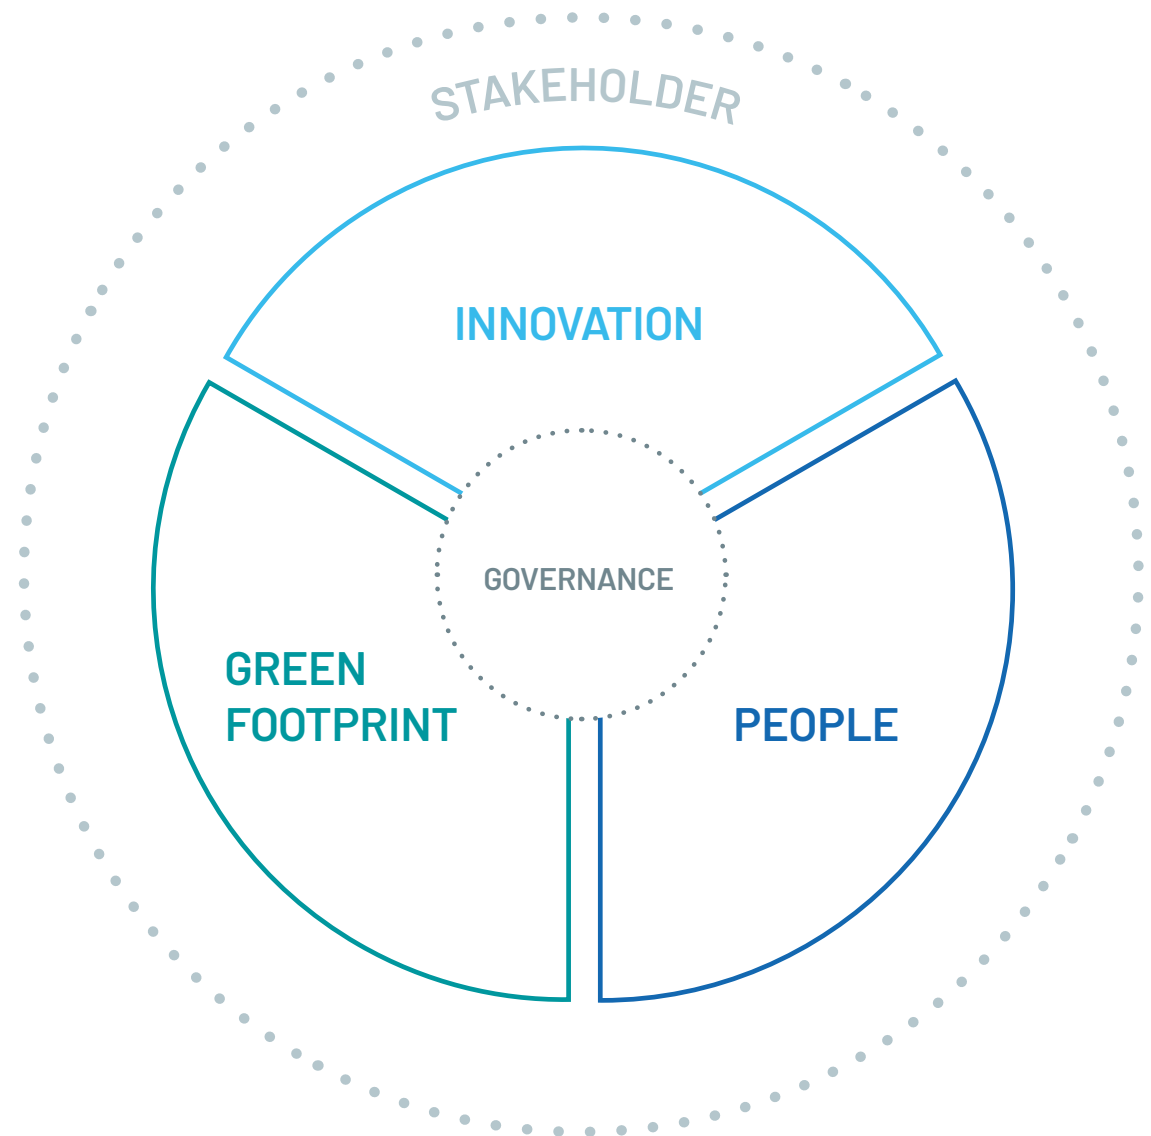 STAKEHOLDER
INNOVATION
GOVERNANCE
GREEN
FOOTPRINT
PEOPLE